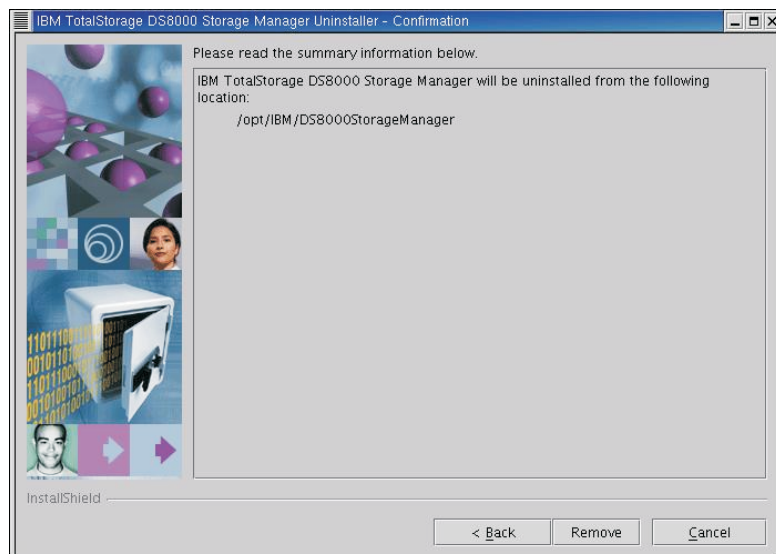 IBM TotalStorage DS8000 Storage Manager Uninstaller - Confirmation
Please read the summary information below.
IBM TotalStorage DS8000 Storage Manager will be uninstalled from the following
location:
/opt/IBM/DS8000StorageManager
InstallShield
< Back
Remove
Cancel